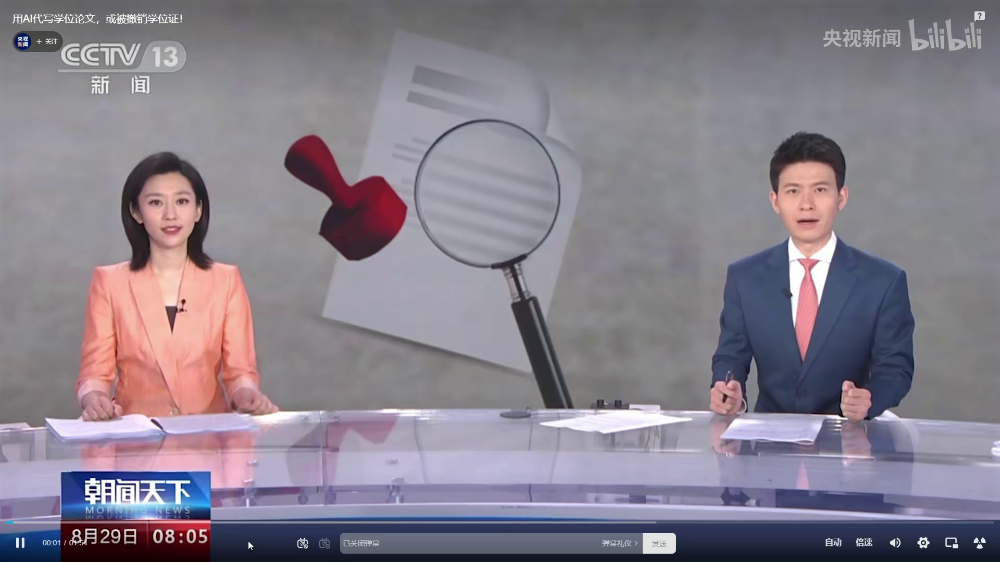 用AI代写学位论文，或被撤销学位证！
央视新闻
+ 关注
CCTV 13
新闻
央视新闻 bilibili
?
朝闻天下
MORNING NEWS
8月29日 08:05
00:01 / 01:54
弹
弹
已关闭弹幕
弹幕礼仪 >
发送
自动
倍速